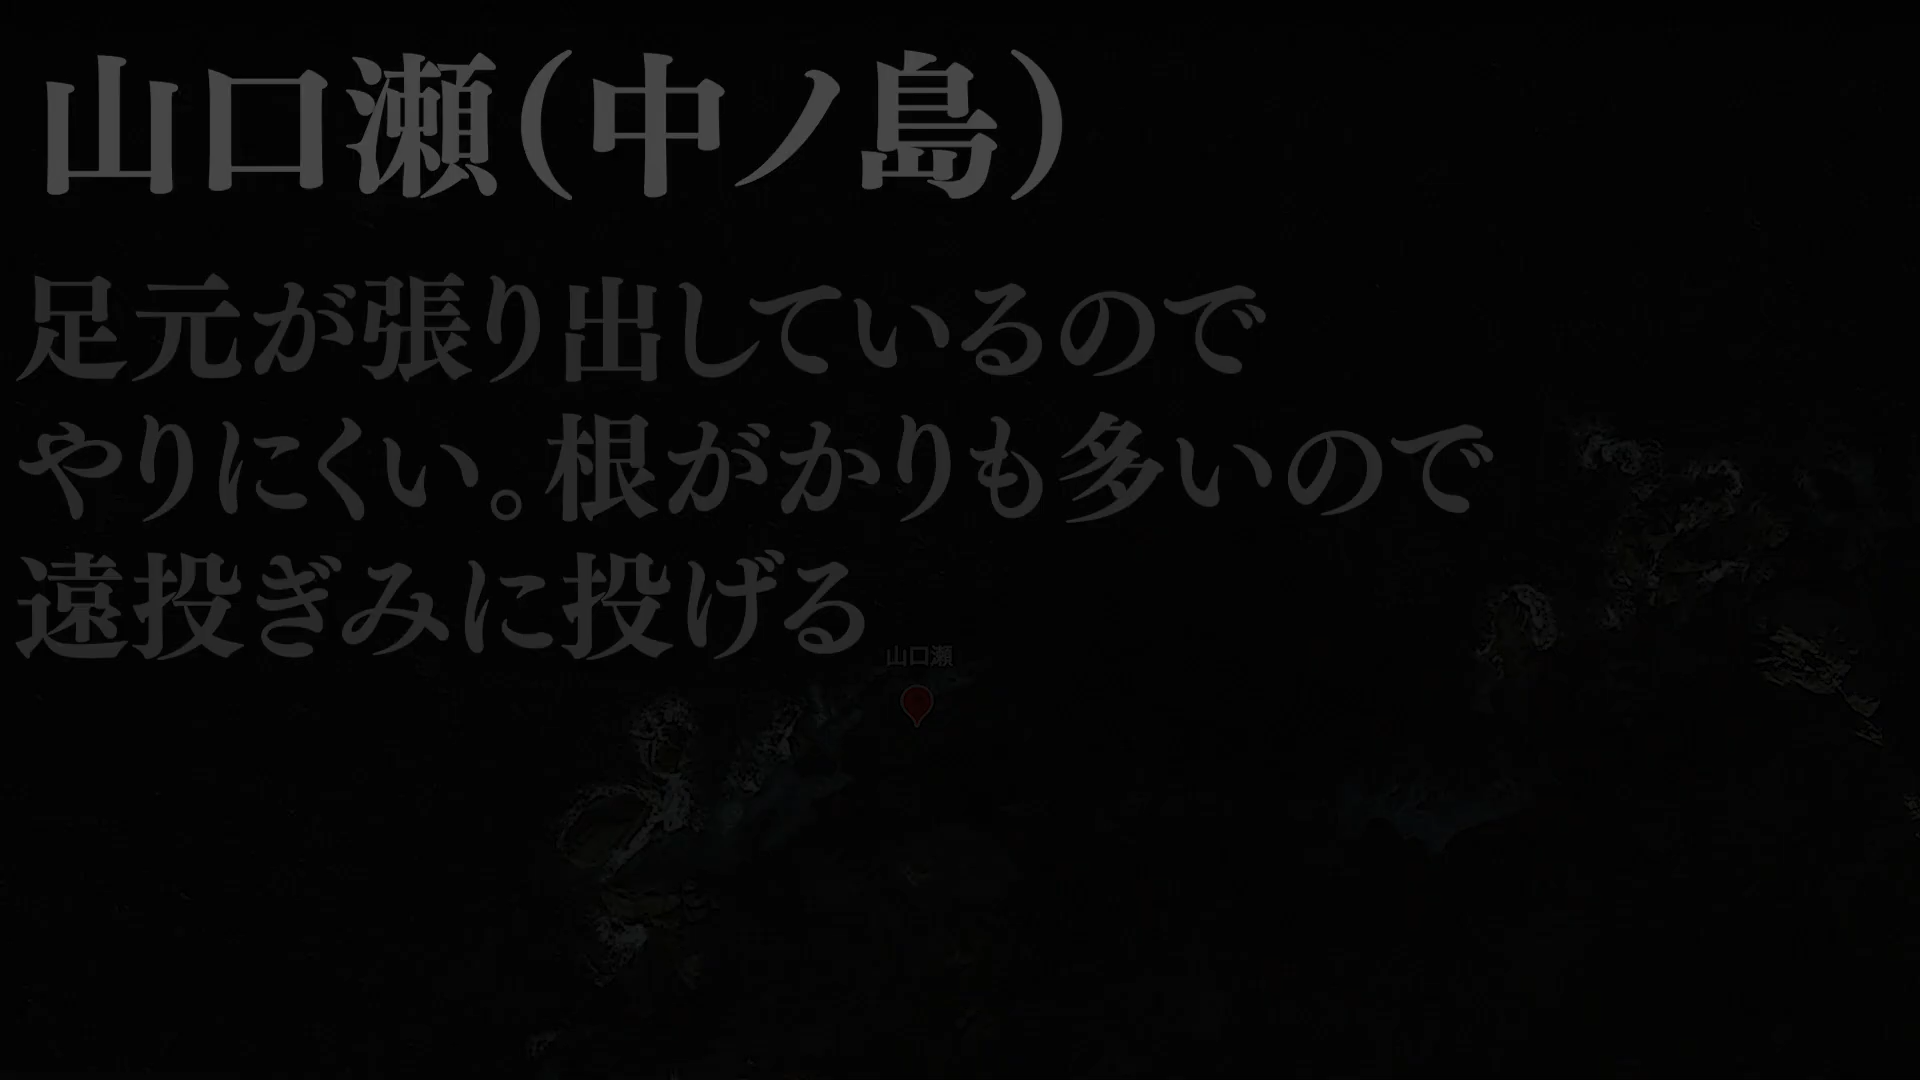 山口瀬(中ノ島)
足元が張り出しているので
やりにくい。根がかりも多いので
遠投ぎみに投げる
山口瀬